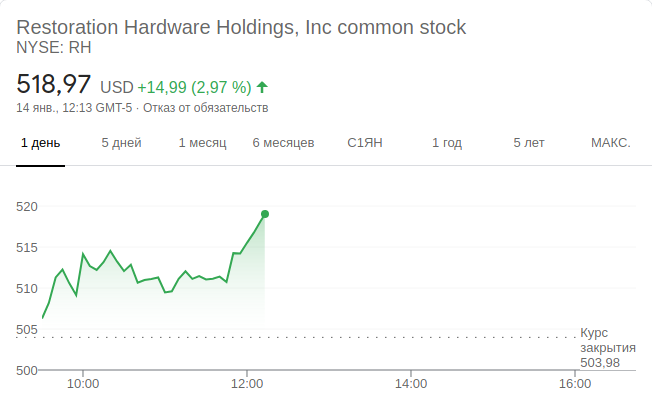 Restoration Hardware Holdings, Inc common stock
NYSE: RH
518,97 USD +14,99 (2,97 %)
14 янв., 12:13 GMT-5 · Отказ от обязательств
1 день 5 дней 1 месяц 6 месяцев С1ЯН 1 год 5 лет МАКС.
520
515
510
505
Курс
закрытия
503,98
500
10:00 12:00 14:00 16:00